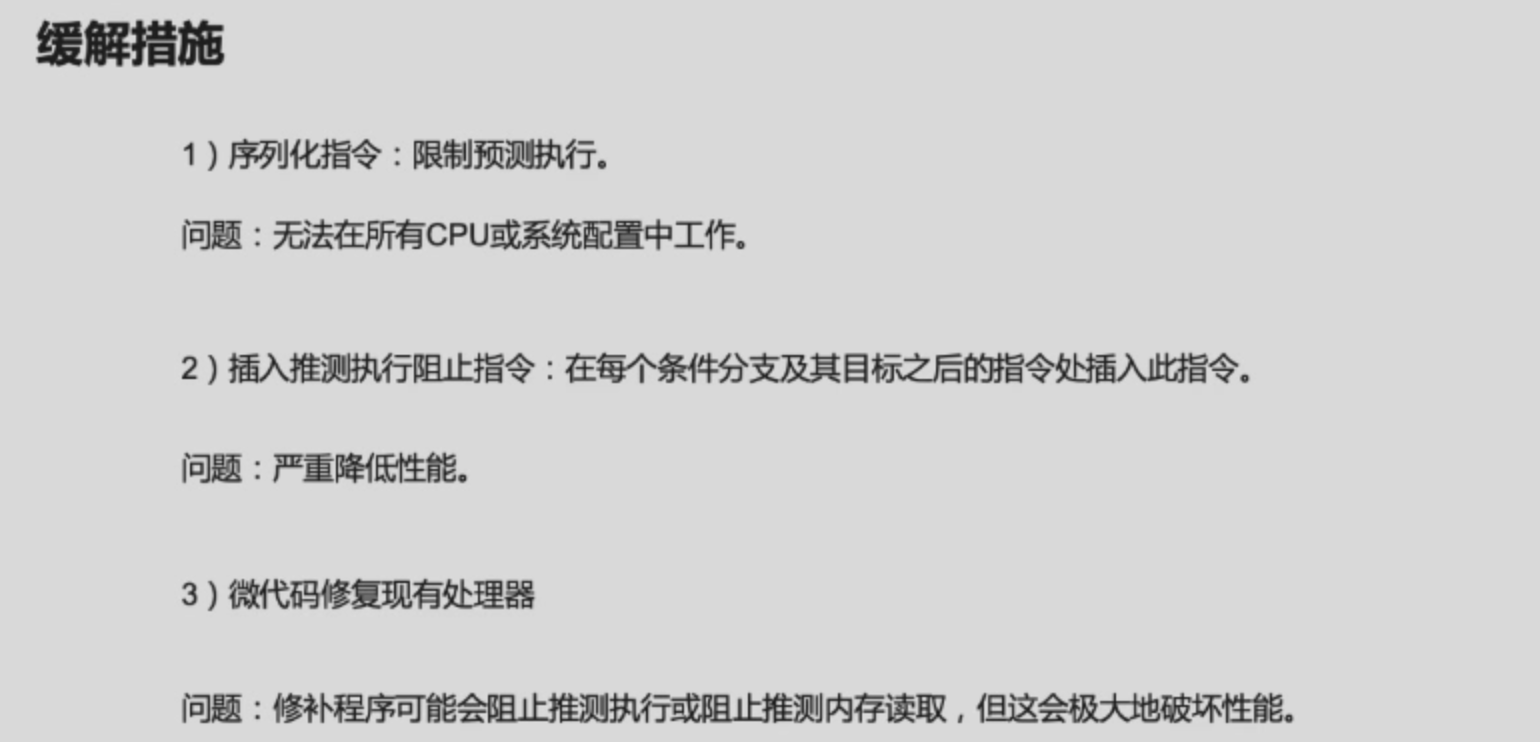 缓解措施
1）序列化指令：限制预测执行。
问题：无法在所有CPU或系统配置中工作。
2）插入推测执行阻止指令：在每个条件分支及其目标之后的指令处插入此指令。
问题：严重降低性能。
3）微代码修复现有处理器
问题：修补程序可能会阻止推测执行或阻止推测内存读取，但这会极大地破坏性能。